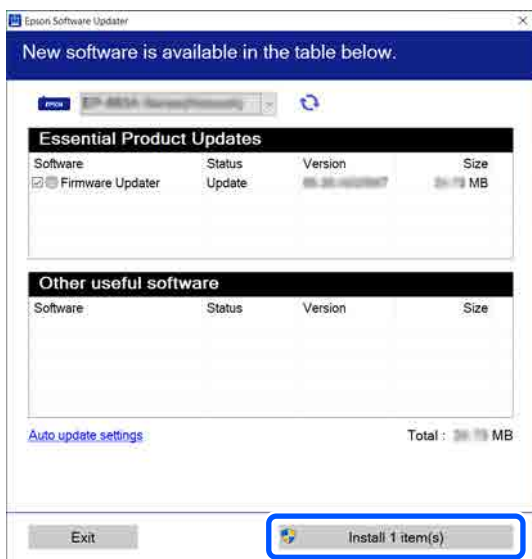 Epson Software Updater
New software is available in the table below.
EPSON
Essential Product Updates
Software Status Version Size
Firmware Updater Update MB
Other useful software
Software Status Version Size
Auto update settings Total : MB
Exit Install 1 item(s)